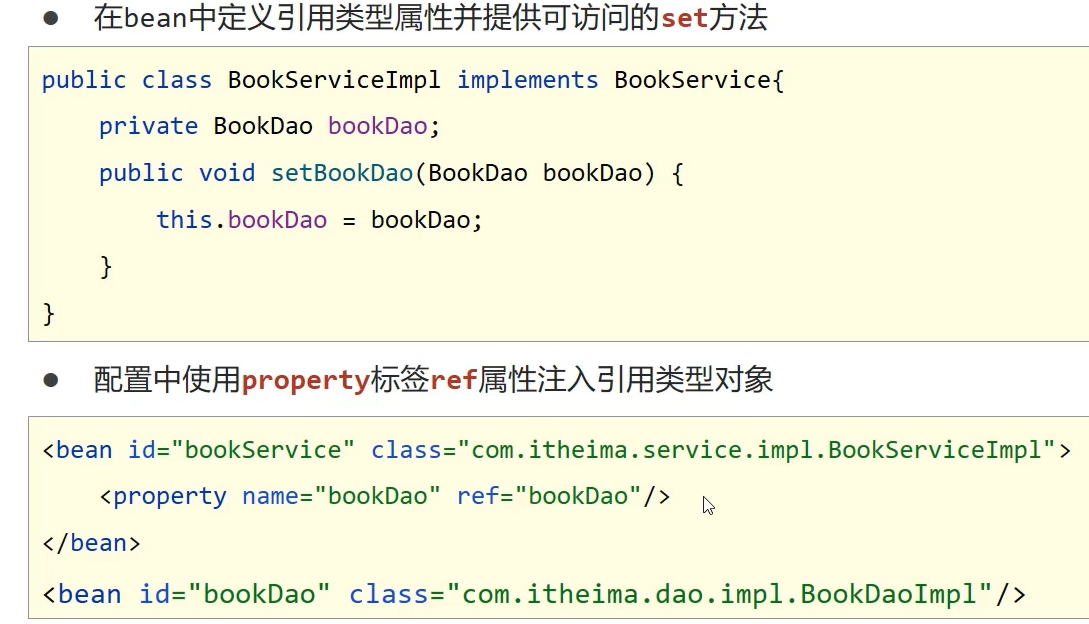 ● 在bean中定义引用类型属性并提供可访问的set方法
public class BookServiceImpl implements BookService{
    private BookDao bookDao;
    public void setBookDao(BookDao bookDao) {
        this.bookDao = bookDao;
    }
}
● 配置中使用property标签ref属性注入引用类型对象
<bean id="bookService" class="com.itheima.service.impl.BookServiceImpl">
    <property name="bookDao" ref="bookDao"/>
</bean>
<bean id="bookDao" class="com.itheima.dao.impl.BookDaoImpl"/>